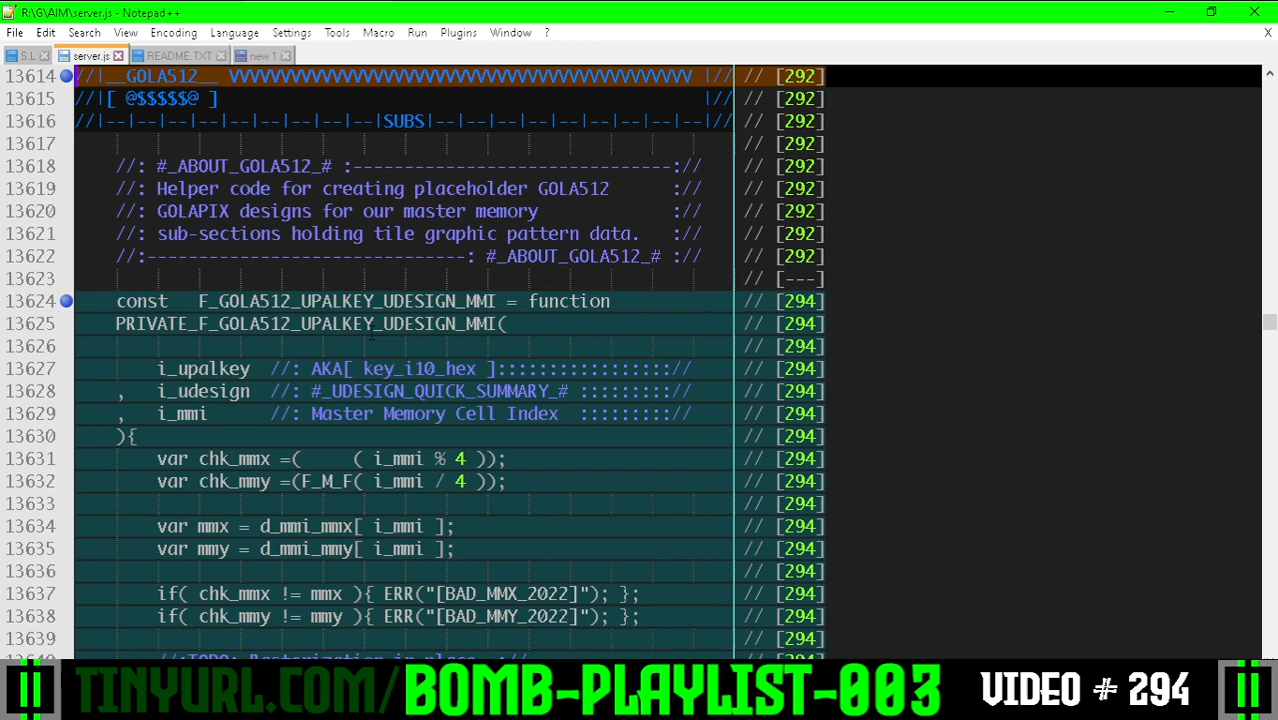 R:\G\AIM\server.js - Notepad++
File Edit Search View Encoding Language Settings Tools Macro Run Plugins Window ? X
S.L server.js README.TXT new 1
13614 //|__GOLA512__ VVVVVVVVVVVVVVVVVVVVVVVVVVVVVVVVVVVVVVVVVVVVV |// // [292]
13615 //|[ @$$$$$@ ] |// // [292]
13616 //|--|--|--|--|--|--|--|--|--|--|SUBS|--|--|--|--|--|--|--|--|--|--|// // [292]
13617 // [292]
13618 //: #_ABOUT_GOLA512_# :-------------------------------:// // [292]
13619 //: Helper code for creating placeholder GOLA512 :// // [292]
13620 //: GOLAPIX designs for our master memory :// // [292]
13621 //: sub-sections holding tile graphic pattern data. :// // [292]
13622 //:-------------------------------: #_ABOUT_GOLA512_# :// // [292]
13623 // [---]
13624 const F_GOLA512_UPALKEY_UDESIGN_MMI = function // [294]
13625 PRIVATE_F_GOLA512_UPALKEY_UDESIGN_MMI( // [294]
13626 // [294]
13627 i_upalkey //: AKA[ key_i10_hex ]:::::::::::::::::// // [294]
13628 , i_udesign //: #_UDESIGN_QUICK_SUMMARY_# :::::::::// // [294]
13629 , i_mmi //: Master Memory Cell Index :::::::::// // [294]
13630 ){ // [294]
13631 var chk_mmx =( ( i_mmi % 4 )); // [294]
13632 var chk_mmy =(F_M_F( i_mmi / 4 )); // [294]
13633 // [294]
13634 var mmx = d_mmi_mmx[ i_mmi ]; // [294]
13635 var mmy = d_mmi_mmy[ i_mmi ]; // [294]
13636 // [294]
13637 if( chk_mmx != mmx ){ ERR("[BAD_MMX_2022]"); }; // [294]
13638 if( chk_mmy != mmy ){ ERR("[BAD_MMY_2022]"); }; // [294]
13639 // [294]
TINYURL.COM/BOMB-PLAYLIST-003 VIDEO # 294